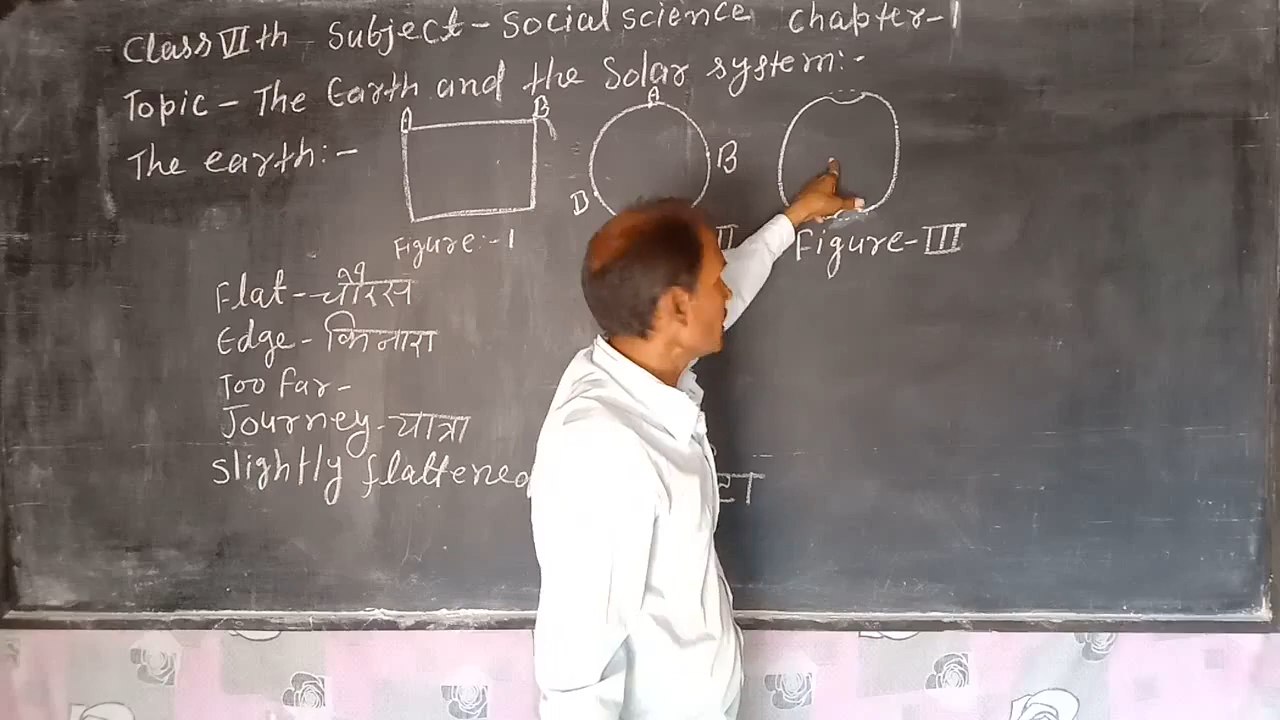 Class VI th Subject - Social science Chapter-1
Topic - The Earth and the Solar system:-
The earth:-
A B
A
B
D
Figure:-1
II
Figure-III
Flat - चौरस
Edge - किनारा
Too far -
Journey - यात्रा
slightly flattened